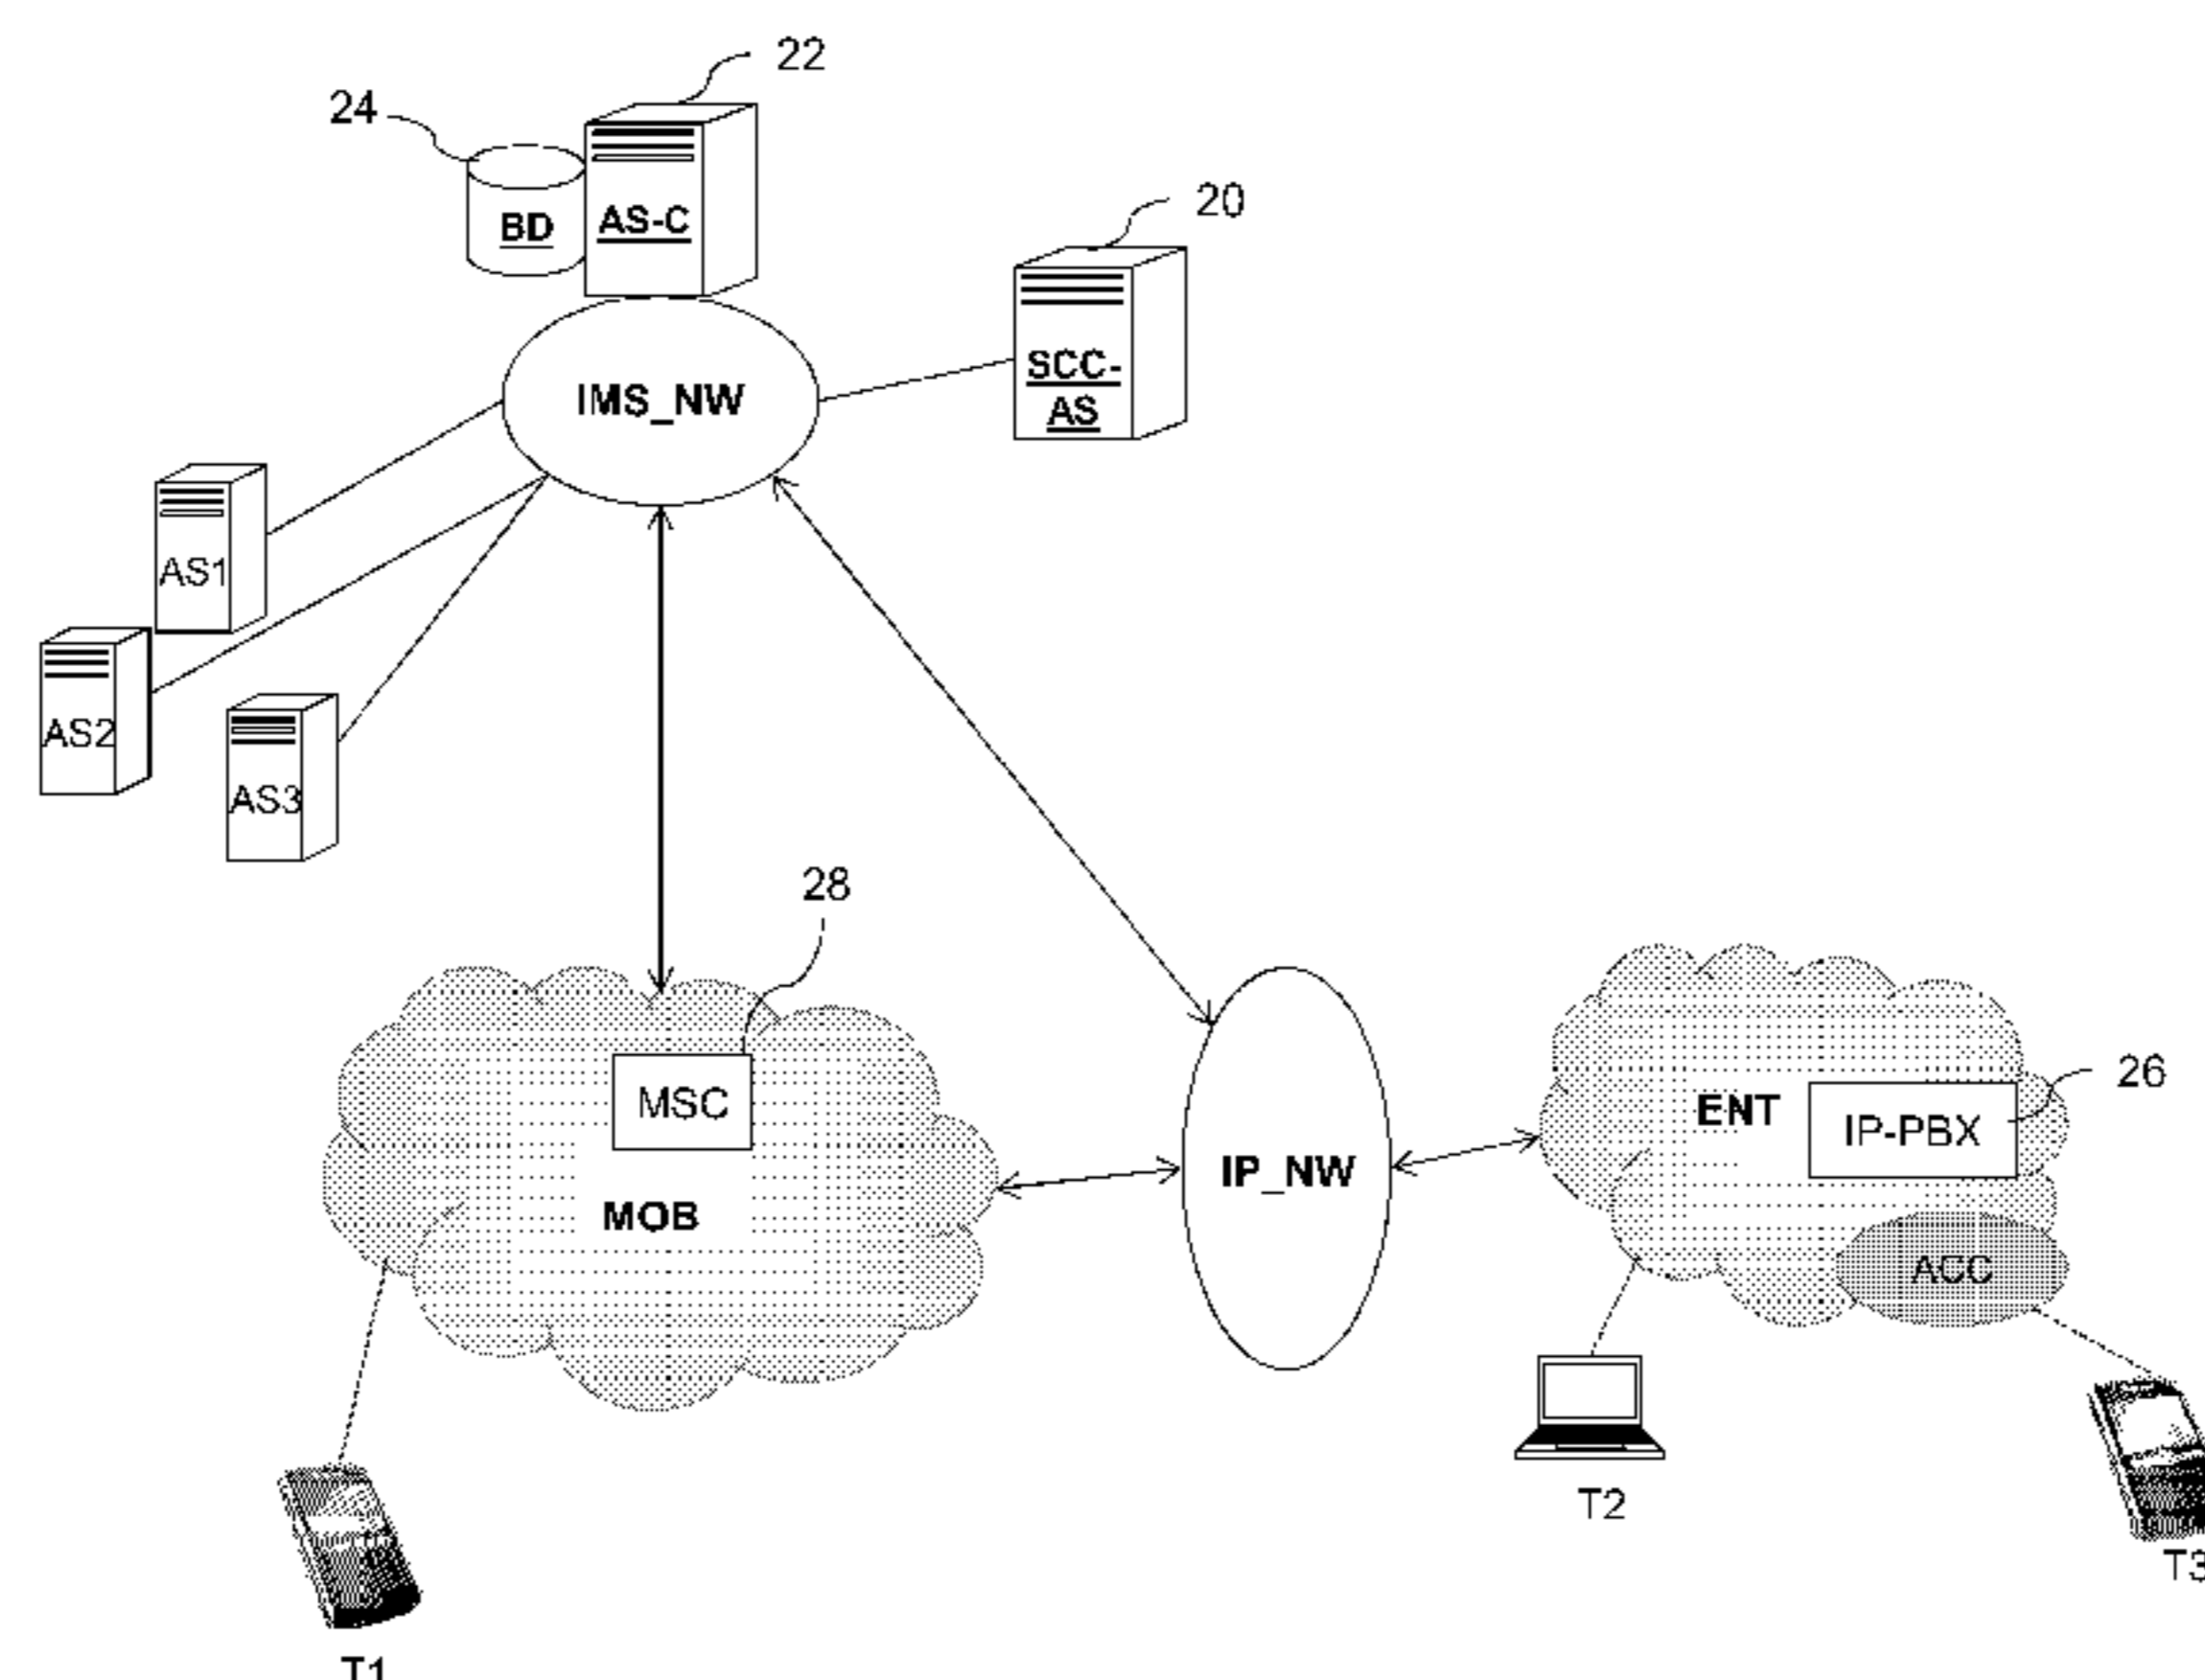 22
24
BD
AS-C
20
SCC-
AS
IMS_NW
AS1
AS2
AS3
28
MSC
MOB
IP_NW
ENT
IP-PBX
26
ACC
T2
T3
T1